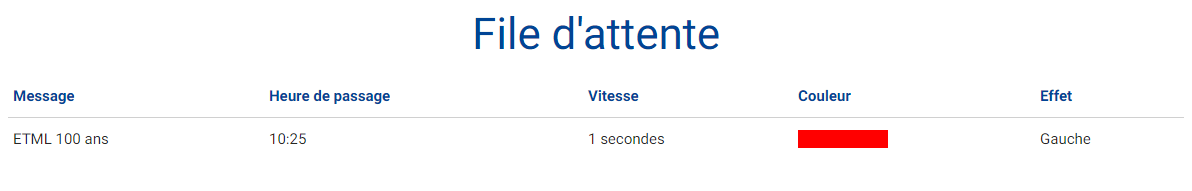 File d'attente
Message Heure de passage Vitesse Couleur Effet
ETML 100 ans 10:25 1 secondes Gauche